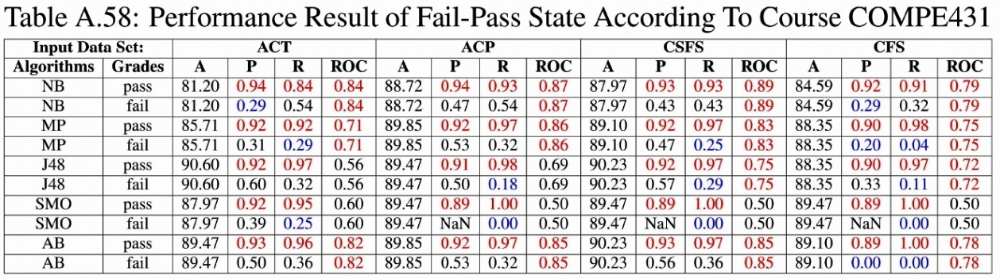 Table A.58: Performance Result of Fail-Pass State According To Course COMPE431
Input Data Set: ACT ACP CSFS CFS
Algorithms Grades A P R ROC A P R ROC A P R ROC A P R ROC
NB pass 81.20 0.94 0.84 0.84 88.72 0.94 0.93 0.87 87.97 0.93 0.93 0.89 84.59 0.92 0.91 0.79
NB fail 81.20 0.29 0.54 0.84 88.72 0.47 0.54 0.87 87.97 0.43 0.43 0.89 84.59 0.29 0.32 0.79
MP pass 85.71 0.92 0.92 0.71 89.85 0.92 0.97 0.86 89.10 0.92 0.97 0.83 88.35 0.90 0.98 0.75
MP fail 85.71 0.31 0.29 0.71 89.85 0.53 0.32 0.86 89.10 0.47 0.25 0.83 88.35 0.20 0.04 0.75
J48 pass 90.60 0.92 0.97 0.56 89.47 0.91 0.98 0.69 90.23 0.92 0.97 0.75 88.35 0.90 0.97 0.72
J48 fail 90.60 0.60 0.32 0.56 89.47 0.50 0.18 0.69 90.23 0.57 0.29 0.75 88.35 0.33 0.11 0.72
SMO pass 87.97 0.92 0.95 0.60 89.47 0.89 1.00 0.50 89.47 0.89 1.00 0.50 89.47 0.89 1.00 0.50
SMO fail 87.97 0.39 0.25 0.60 89.47 NaN 0.00 0.50 89.47 NaN 0.00 0.50 89.47 NaN 0.00 0.50
AB pass 89.47 0.93 0.96 0.82 89.85 0.92 0.97 0.85 90.23 0.93 0.97 0.85 89.10 0.89 1.00 0.78
AB fail 89.47 0.50 0.36 0.82 89.85 0.53 0.32 0.85 90.23 0.56 0.36 0.85 89.10 0.00 0.00 0.78